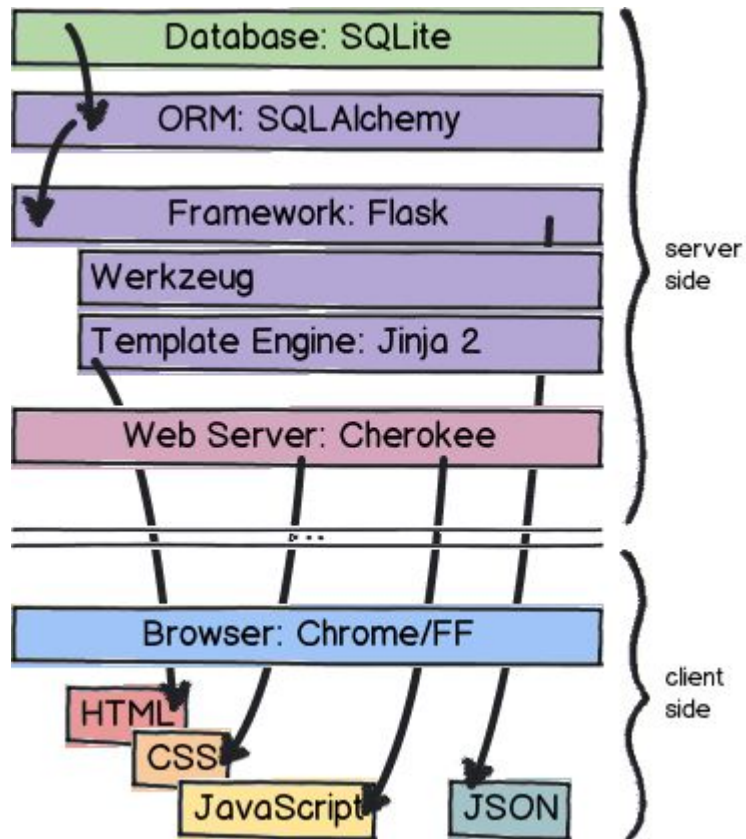 Database: SQLite
ORM: SQLAlchemy
Framework: Flask
Werkzeug
Template Engine: Jinja 2
Web Server: Cherokee
server
side
...
Browser: Chrome/FF
HTML
CSS
JavaScript
JSON
client
side